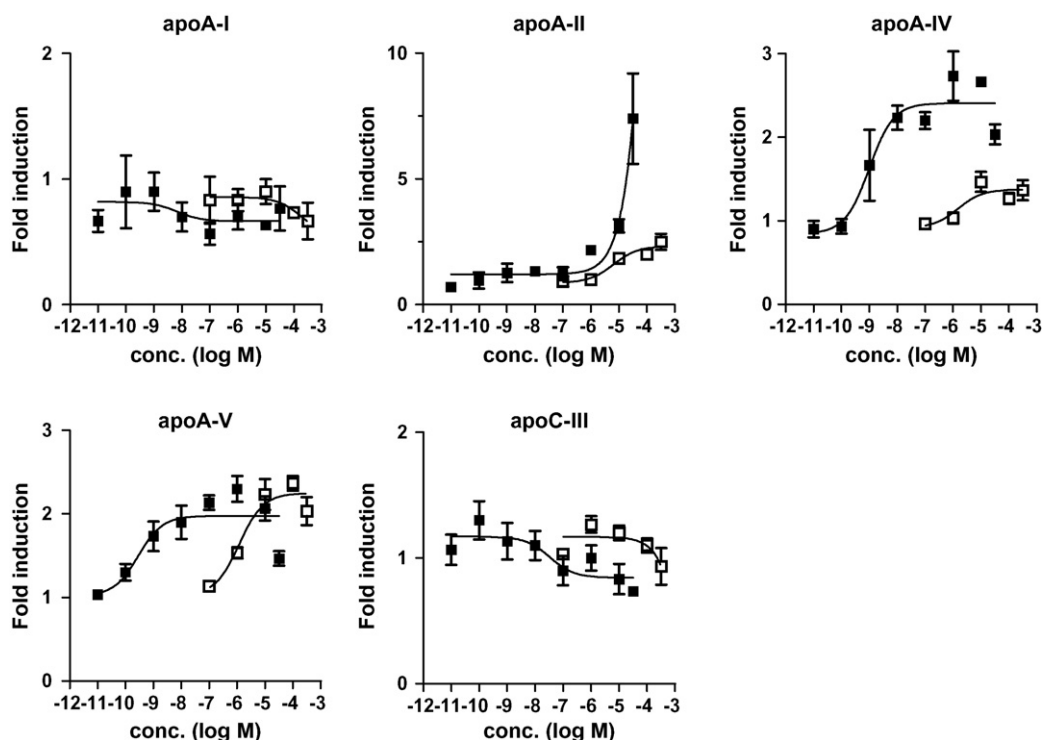 apoA-I
2
1
0
Fold induction
-12-11-10 -9 -8 -7 -6 -5 -4 -3
conc. (log M)
apoA-II
10
5
0
Fold induction
-12-11-10 -9 -8 -7 -6 -5 -4 -3
conc. (log M)
apoA-IV
3
2
1
0
Fold induction
-12-11-10 -9 -8 -7 -6 -5 -4 -3
conc. (log M)
apoA-V
3
2
1
0
Fold induction
-12-11-10 -9 -8 -7 -6 -5 -4 -3
conc. (log M)
apoC-III
2
1
0
Fold induction
-12-11-10 -9 -8 -7 -6 -5 -4 -3
conc. (log M)